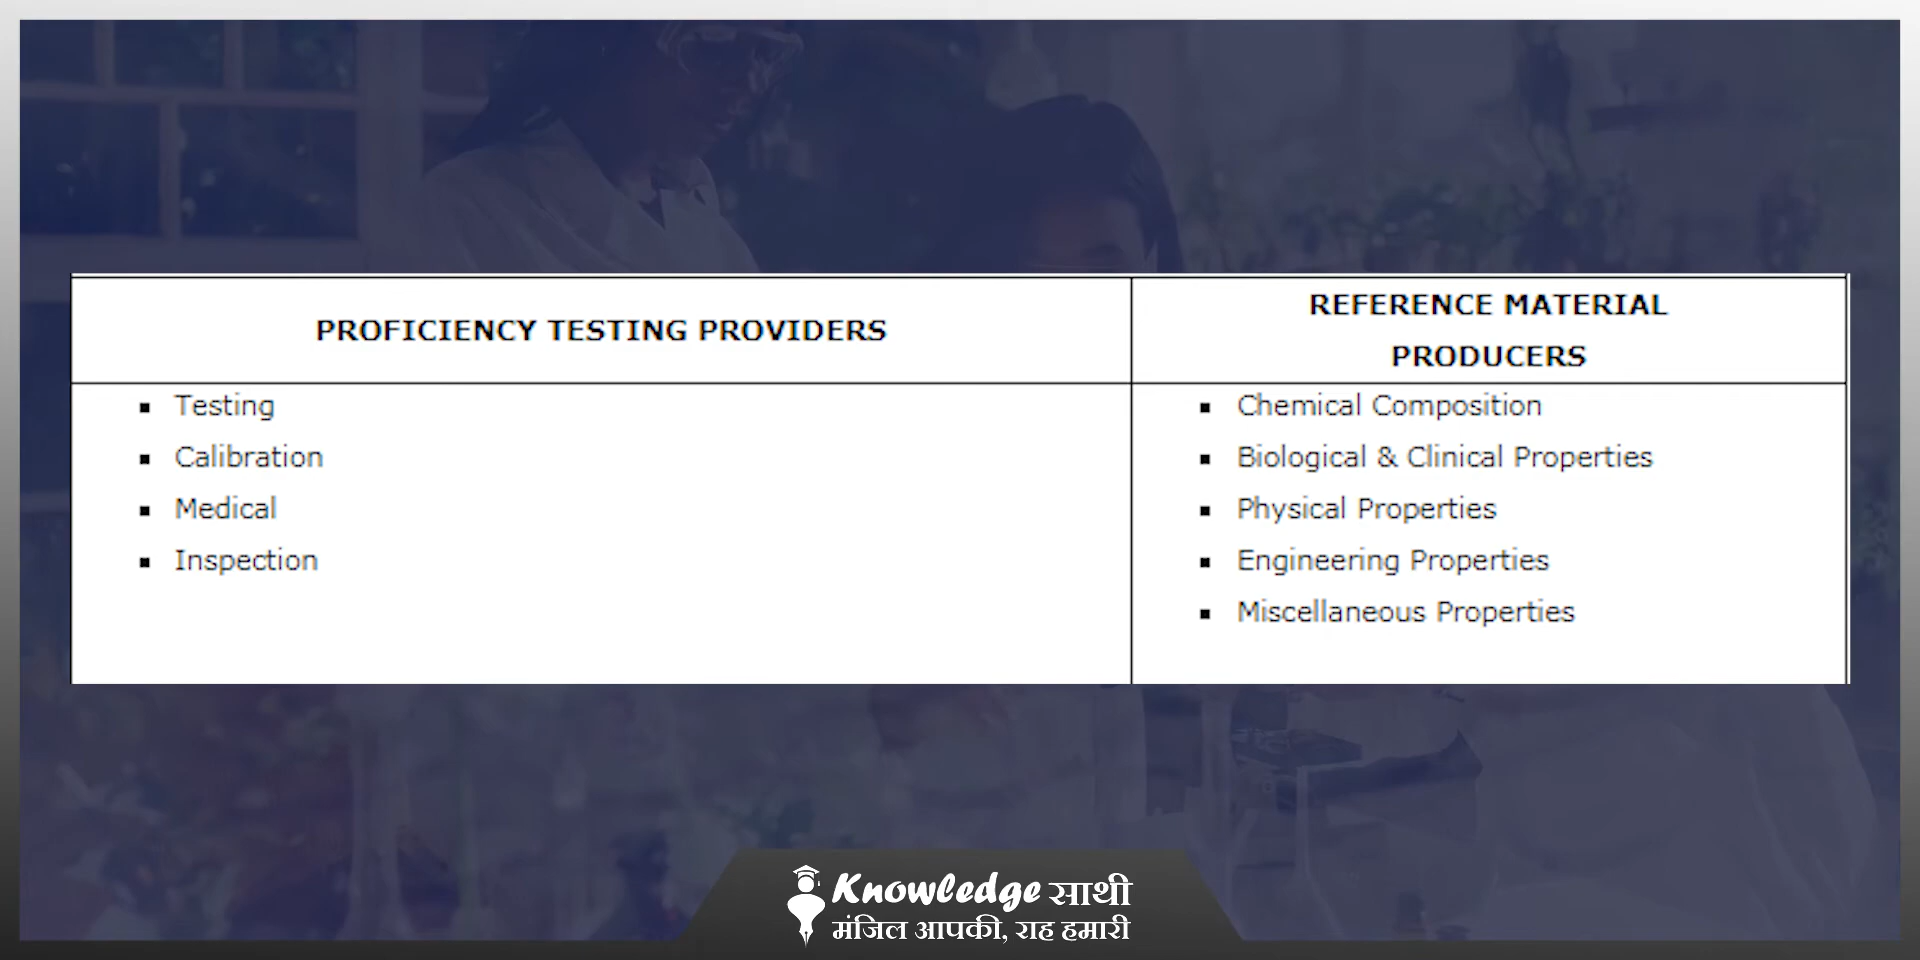 PROFICIENCY TESTING PROVIDERS
REFERENCE MATERIAL
PRODUCERS
▪ Testing
▪ Calibration
▪ Medical
▪ Inspection
▪ Chemical Composition
▪ Biological & Clinical Properties
▪ Physical Properties
▪ Engineering Properties
▪ Miscellaneous Properties
Knowledge साथी
मंजिल आपकी, राह हमारी